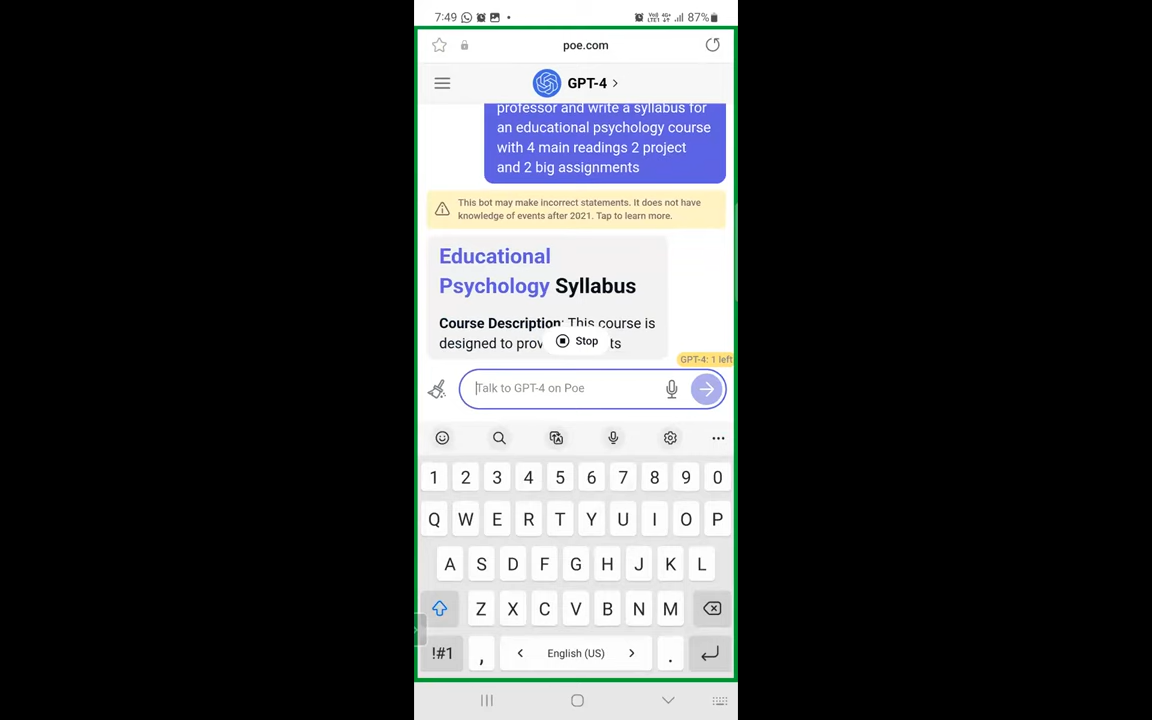 7:49
87%
poe.com
GPT-4
professor and write a syllabus for
an educational psychology course
with 4 main readings 2 project
and 2 big assignments
This bot may make incorrect statements. It does not have
knowledge of events after 2021. Tap to learn more.
Educational
Psychology Syllabus
Course Description: This course is
designed to prov
Stop
ts
GPT-4: 1 left
Talk to GPT-4 on Poe
1 2 3 4 5 6 7 8 9 0
Q W E R T Y U I O P
A S D F G H J K L
Z X C V B N M
!#1 , < English (US) > .